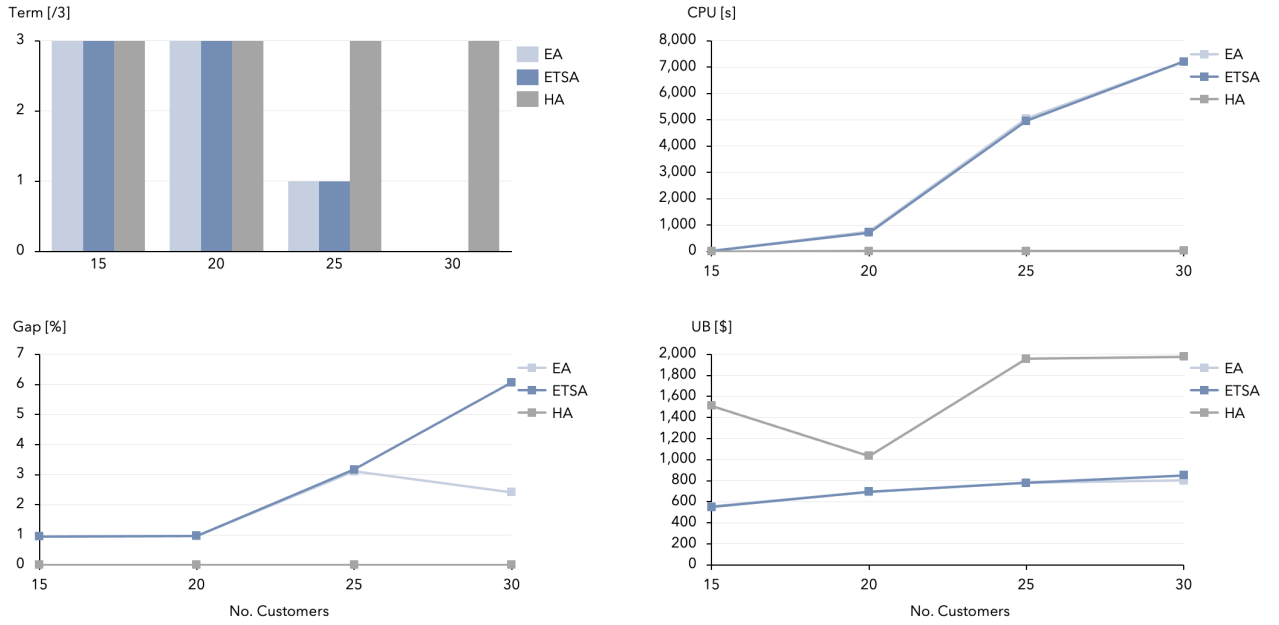 Term [/3]
3
2
1
0
15 20 25 30
EA
ETSA
HA
CPU [s]
8,000
7,000
6,000
5,000
4,000
3,000
2,000
1,000
0
15 20 25 30
EA
ETSA
HA
Gap [%]
7
6
5
4
3
2
1
0
15 20 25 30
No. Customers
EA
ETSA
HA
UB [$]
2,000
1,800
1,600
1,400
1,200
1,000
800
600
400
200
0
15 20 25 30
No. Customers
EA
ETSA
HA